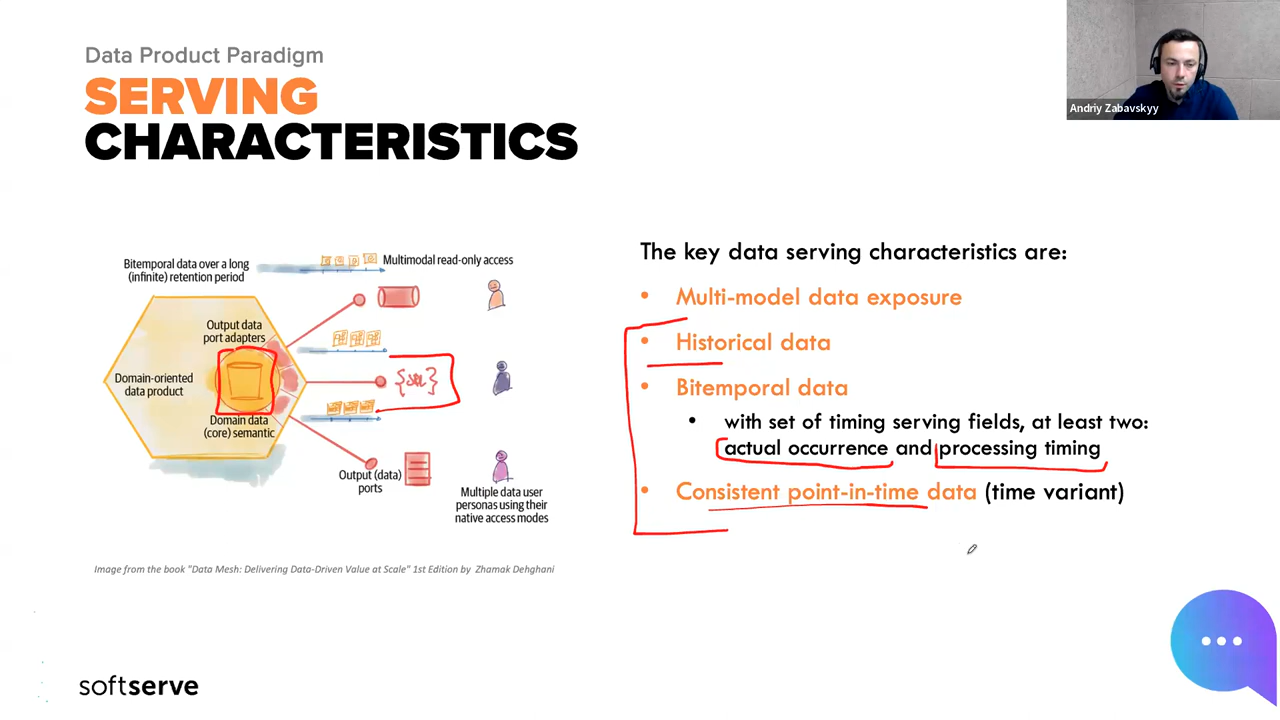 Data Product Paradigm
SERVING
CHARACTERISTICS
Andriy Zabavskyy
Bitemporal data over a long
(infinite) retention period
Multimodal read-only access
Output data
port adapters
Domain-oriented
data product
Domain data
(core) semantic
Output (data)
ports
Multiple data user
personas using their
native access modes
Image from the book "Data Mesh: Delivering Data-Driven Value at Scale" 1st Edition by Zhamak Dehghani
The key data serving characteristics are:
• Multi-model data exposure
• Historical data
• Bitemporal data
• with set of timing serving fields, at least two:
actual occurrence and processing timing
• Consistent point-in-time data (time variant)
softserve